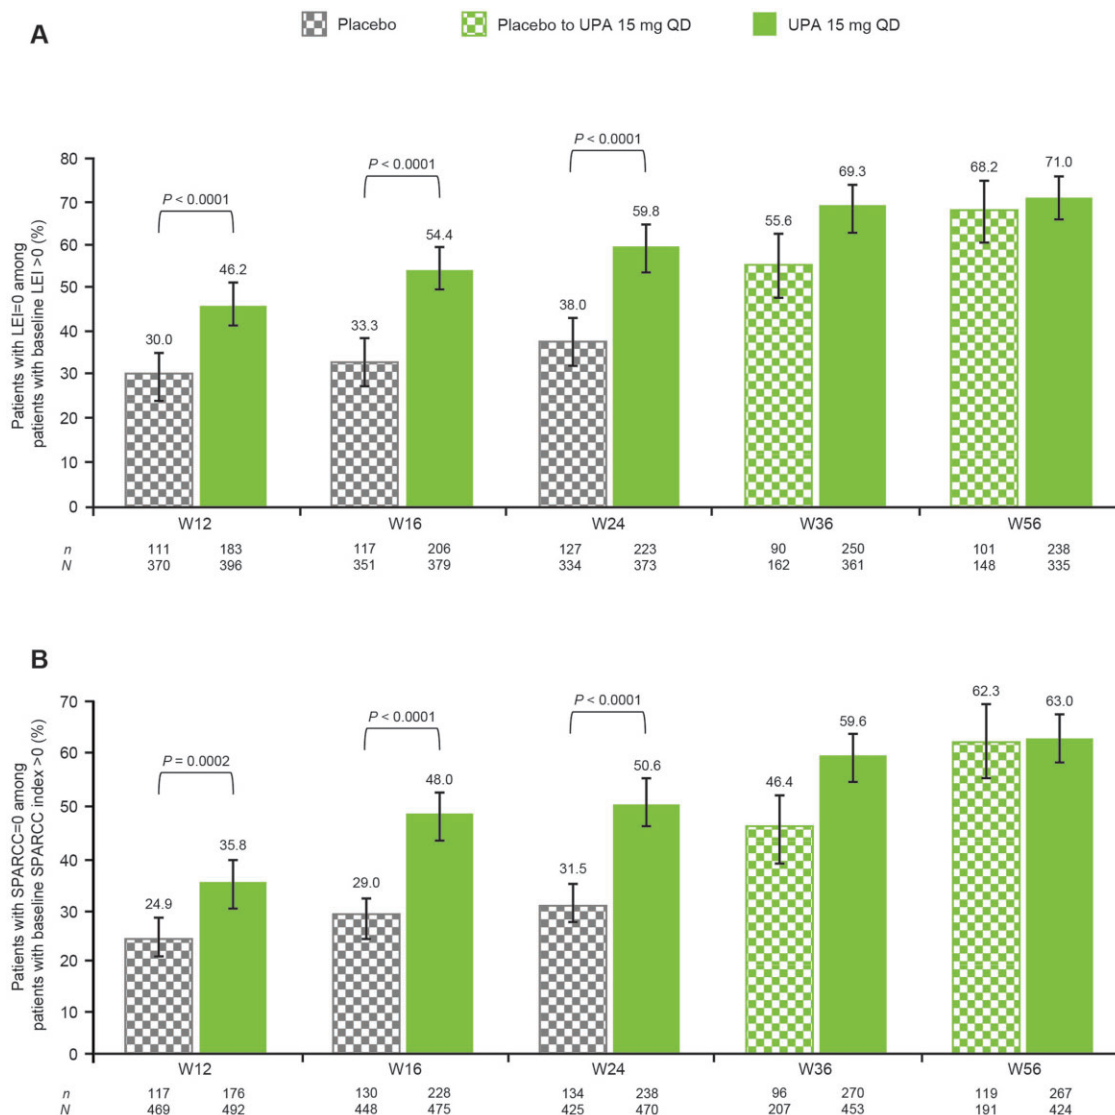 A
Placebo
Placebo to UPA 15 mg QD
UPA 15 mg QD
Patients with LEI=0 among
patients with baseline LEI >0 (%)
80
70
60
50
40
30
20
10
0
P < 0.0001
P < 0.0001
P < 0.0001
30.0
46.2
33.3
54.4
38.0
59.8
55.6
69.3
68.2
71.0
W12
W16
W24
W36
W56
n 111 183 117 206 127 223 90 250 101 238
N 370 396 351 379 334 373 162 361 148 335
B
Patients with SPARCC=0 among
patients with baseline SPARCC index >0 (%)
70
60
50
40
30
20
10
0
P = 0.0002
P < 0.0001
P < 0.0001
24.9
35.8
29.0
48.0
31.5
50.6
46.4
59.6
62.3
63.0
W12
W16
W24
W36
W56
n 117 176 130 228 134 238 96 270 119 267
N 469 492 448 475 425 470 207 453 191 424